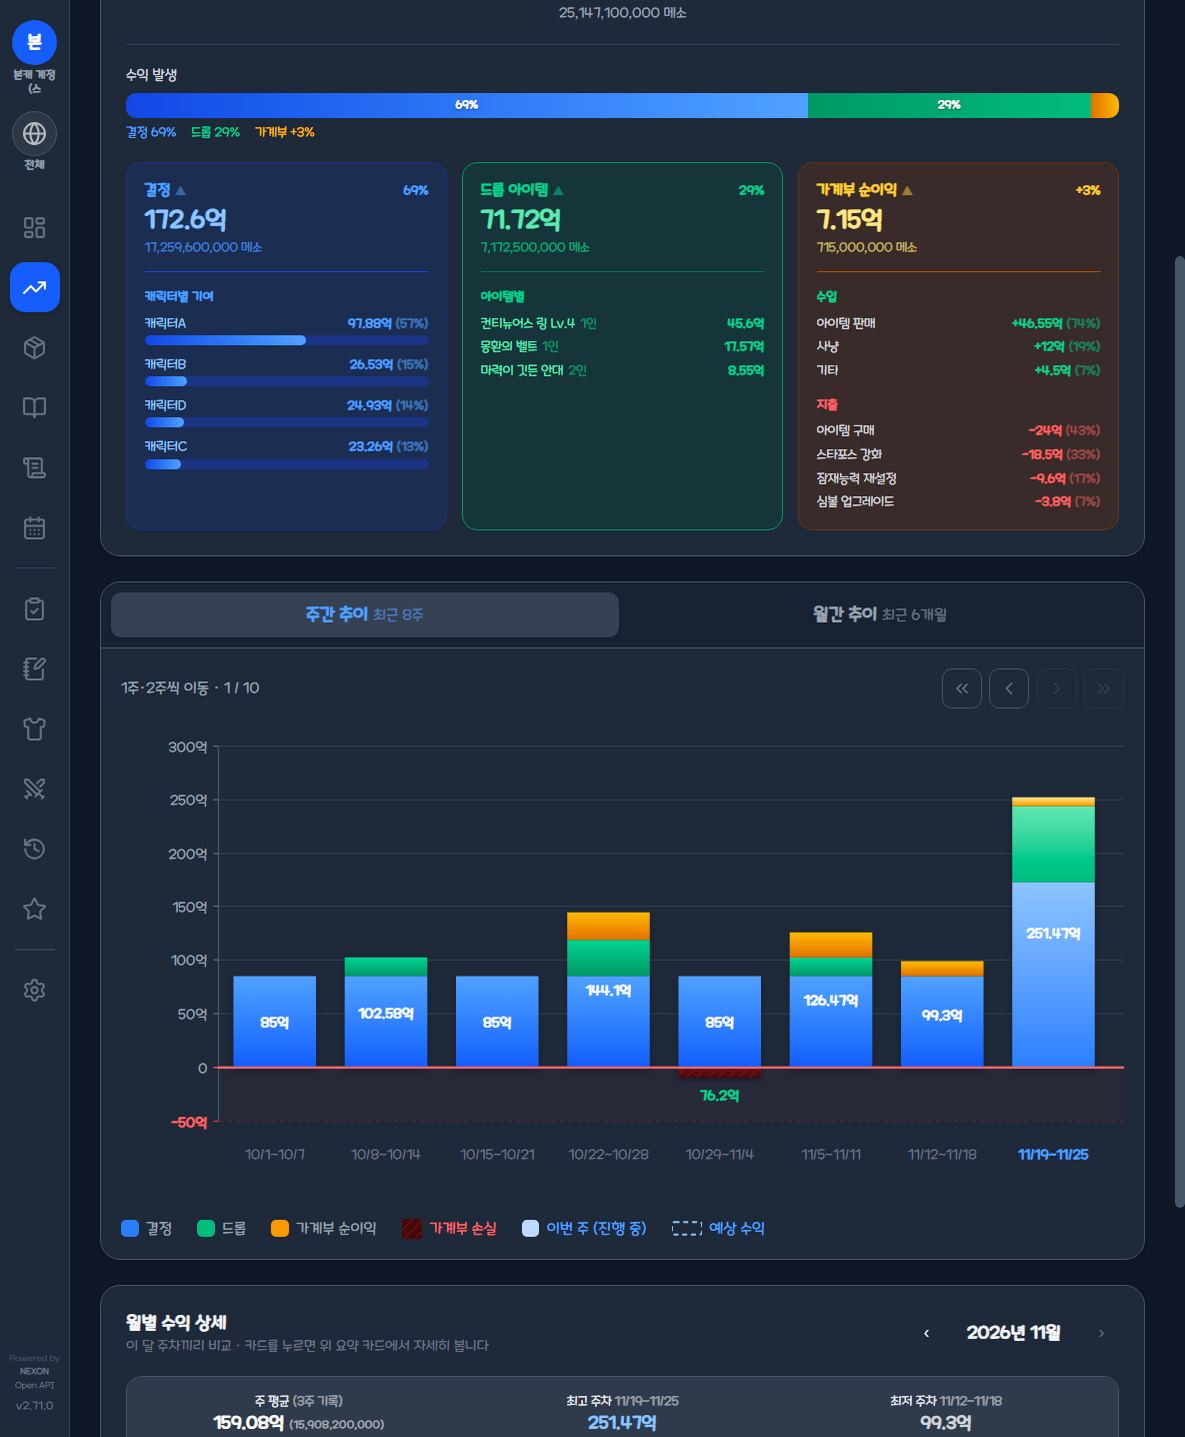 본
본캐 계정
(스
전체
25,147,100,000 메소
수익 발생
69%
29%
결정 69%
드롭 29%
가계부 +3%
결정 ▲
69%
172.6억
17,259,600,000 메소
캐릭터별 기여
캐릭터A
97.88억 (57%)
캐릭터B
26.53억 (15%)
캐릭터D
24.93억 (14%)
캐릭터C
23.26억 (13%)
드롭 아이템 ▲
29%
71.72억
7,172,500,000 메소
아이템별
컨티뉴어스 링 Lv.4 1인
45.6억
몽환의 벨트 1인
17.57억
마력이 깃든 안대 2인
8.55억
가계부 순이익 ▲
+3%
7.15억
715,000,000 메소
수입
아이템 판매
+46.55억 (74%)
사냥
+12억 (19%)
기타
+4.5억 (7%)
지출
아이템 구매
-24억 (43%)
스타포스 강화
-18.5억 (33%)
잠재능력 재설정
-9.6억 (17%)
심볼 업그레이드
-3.8억 (7%)
주간 추이 최근 8주
월간 추이 최근 6개월
1주·2주씩 이동 · 1 / 10
300억
250억
200억
150억
100억
50억
0
-50억
85억
102.58억
85억
144.1억
85억
76.2억
126.47억
99.3억
251.47억
10/1~10/7
10/8~10/14
10/15~10/21
10/22~10/28
10/29~11/4
11/5~11/11
11/12~11/18
11/19~11/25
결정
드롭
가계부 순이익
가계부 손실
이번 주 (진행 중)
예상 수익
월별 수익 상세
이 달 주차끼리 비교 · 카드를 누르면 위 요약 카드에서 자세히 봅니다
2026년 11월
주 평균 (3주 기록)
159.08억 (15,908,200,000)
최고 주차 11/19~11/25
251.47억
최저 주차 11/12~11/18
99.3억
Powered by
NEXON
Open API
v2.71.0